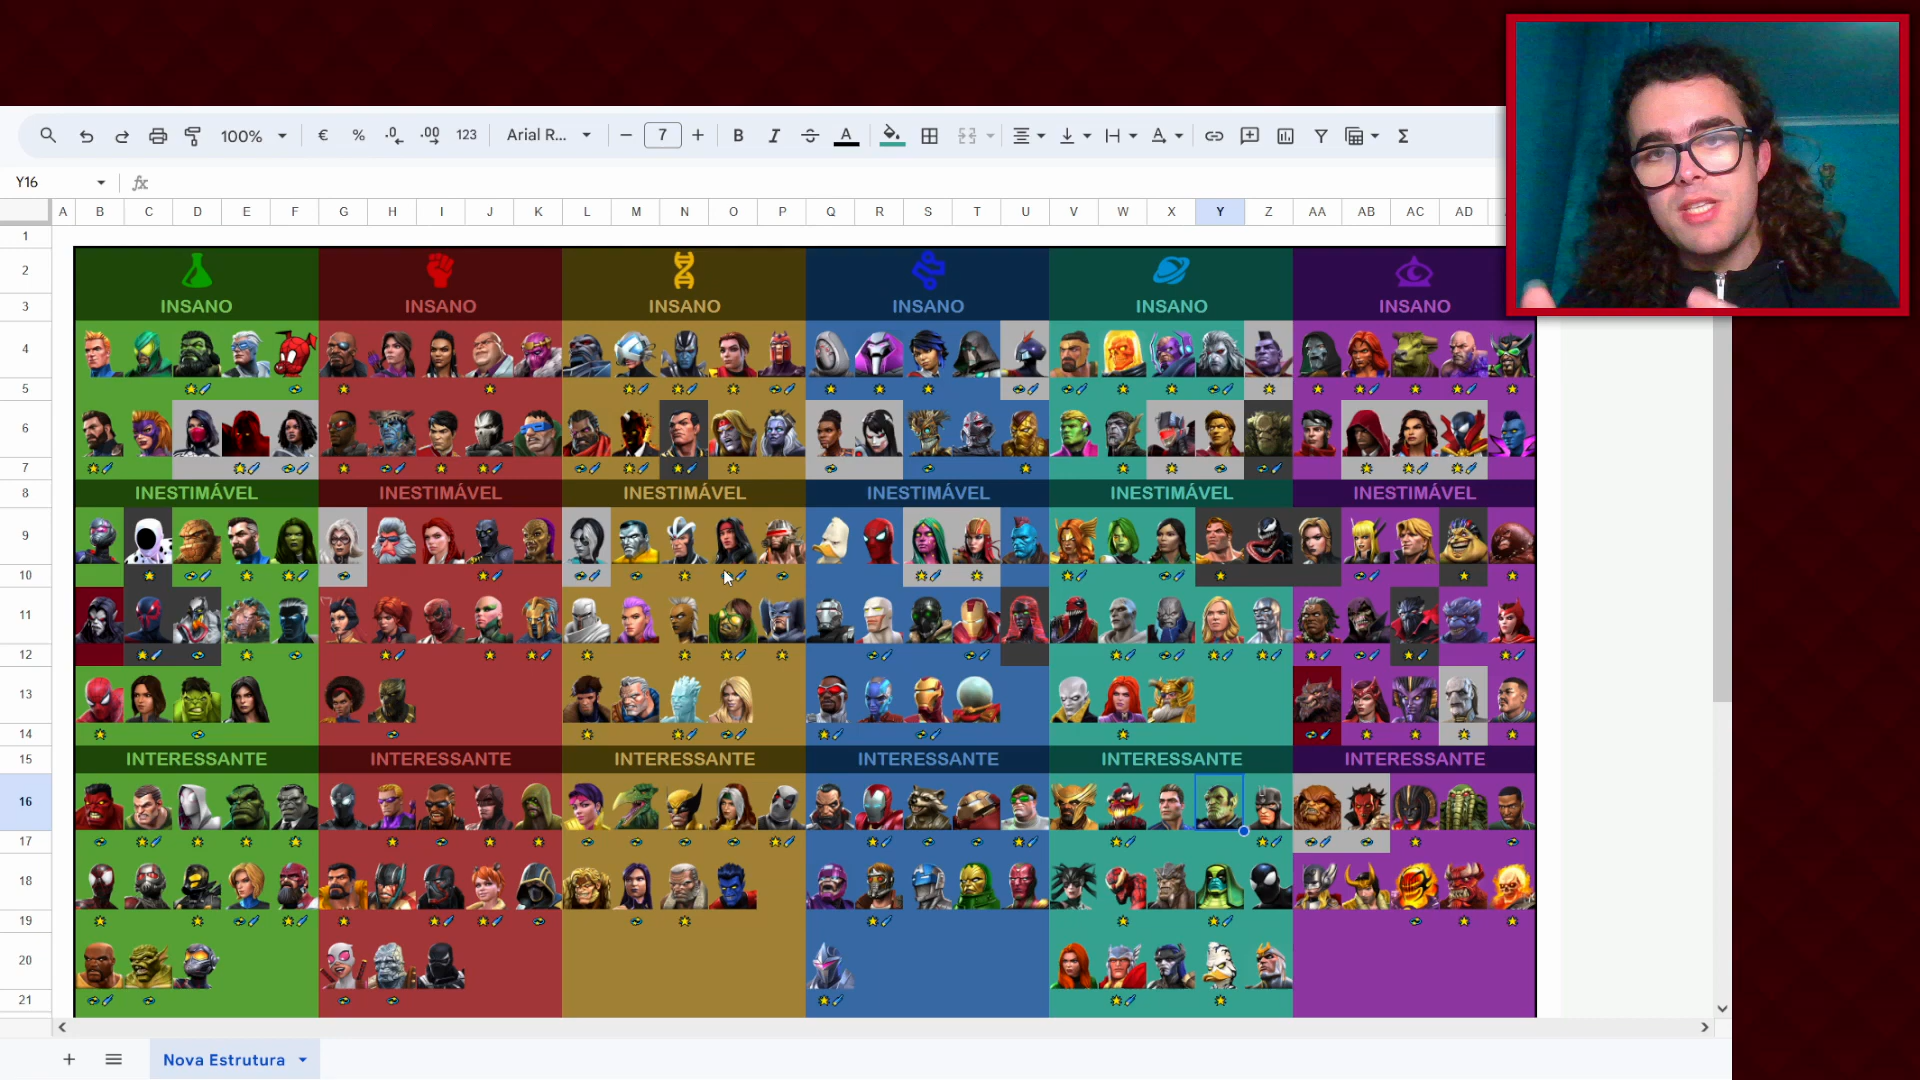 100% € % .0 .00 123 Arial R... − 7 + B I A Σ
Y16 fx
A B C D E F G H I J K L M N O P Q R S T U V W X Y Z AA AB AC AD
1
2
3 INSANO INSANO INSANO INSANO INSANO INSANO
4
5
6
7
8 INESTIMÁVEL INESTIMÁVEL INESTIMÁVEL INESTIMÁVEL INESTIMÁVEL INESTIMÁVEL
9
10
11
12
13
14
15 INTERESSANTE INTERESSANTE INTERESSANTE INTERESSANTE INTERESSANTE INTERESSANTE
16
17
18
19
20
21
Nova Estrutura